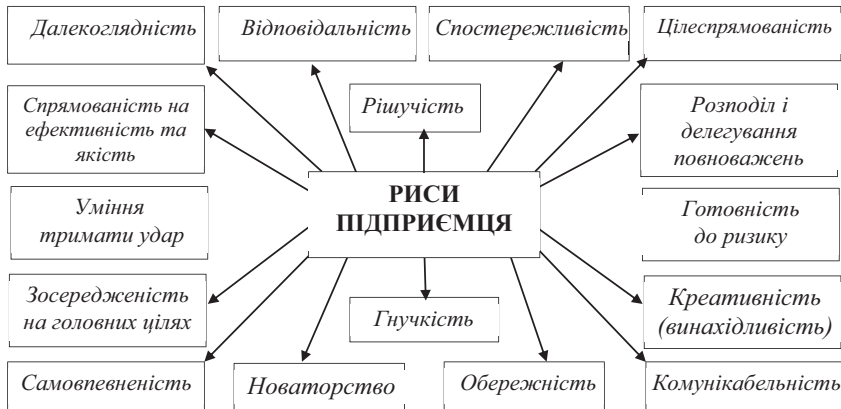 Далекоглядність
Відповідальність
Спостережливість
Цілеспрямованість
Спрямованість на
ефективність та
якість
Рішучість
Розподіл і
делегування
повноважень
РИСИ
ПІДПРИЄМЦЯ
Уміння
тримати удар
Готовність
до ризику
Зосередженість
на головних цілях
Гнучкість
Креативність
(винахідливість)
Самовпевненість
Новаторство
Обережність
Комунікабельність